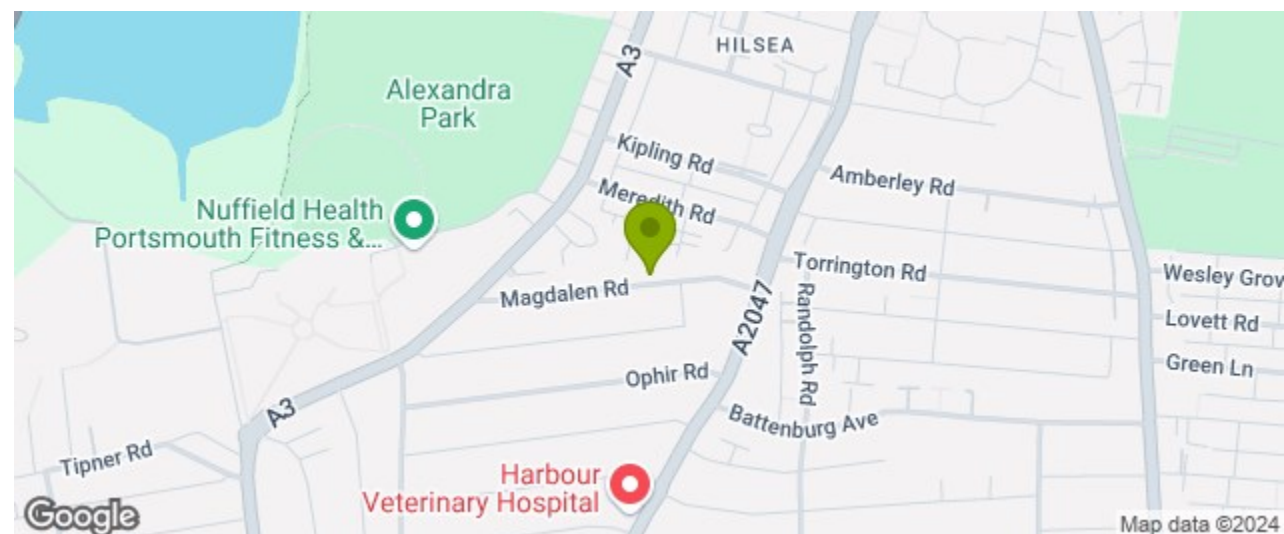 HILSEA
A3
Alexandra
Park
Kipling Rd
Amberley Rd
Meredith Rd
Nuffield Health
Portsmouth Fitness &...
Torrington Rd
Wesley Grov
Magdalen Rd
A2047
Randolph Rd
Lovett Rd
Green Ln
Ophir Rd
A3
Battenburg Ave
Tipner Rd
Harbour
Veterinary Hospital
Google
Map data ©2024